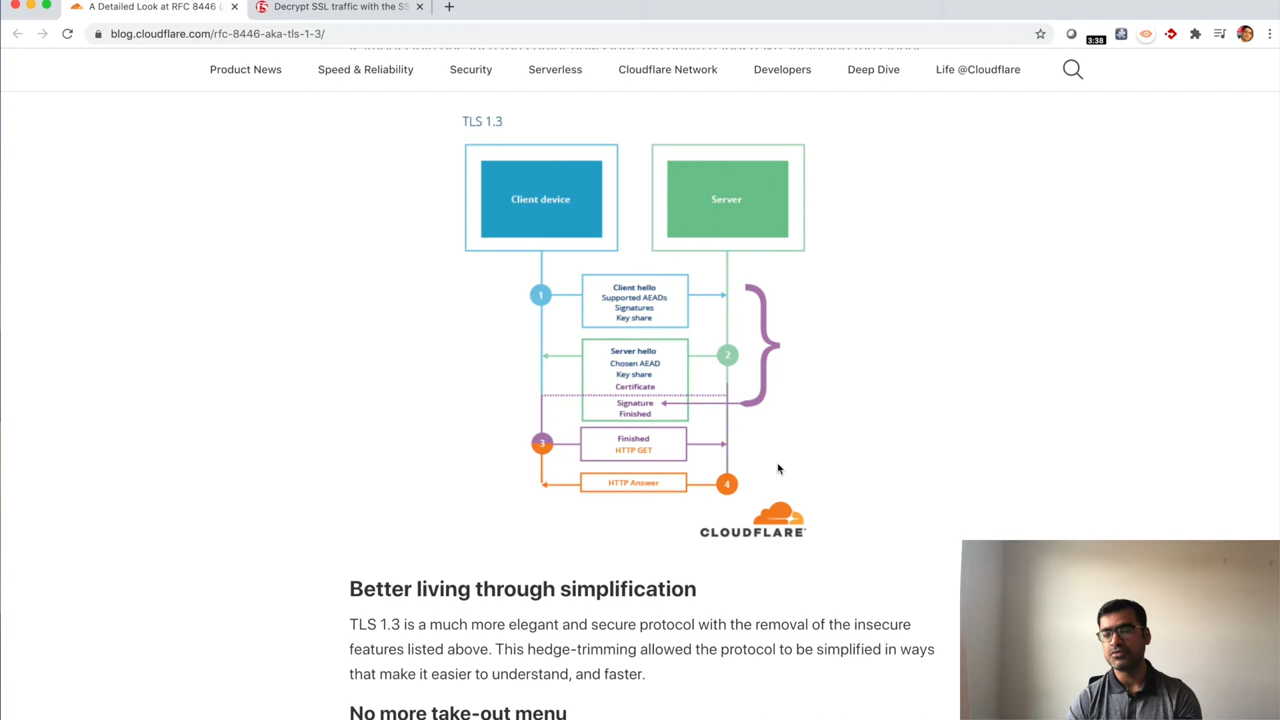 A Detailed Look at RFC 8446 (
Decrypt SSL traffic with the SS
blog.cloudflare.com/rfc-8446-aka-tls-1-3/
3:38
Product News
Speed & Reliability
Security
Serverless
Cloudflare Network
Developers
Deep Dive
Life @Cloudflare
TLS 1.3
Client device
Server
1
Client hello
Supported AEADs
Signatures
Key share
2
Server hello
Chosen AEAD
Key share
Certificate
Signature
Finished
3
Finished
HTTP GET
HTTP Answer
4
CLOUDFLARE
Better living through simplification
TLS 1.3 is a much more elegant and secure protocol with the removal of the insecure
features listed above. This hedge-trimming allowed the protocol to be simplified in ways
that make it easier to understand, and faster.
No more take-out menu